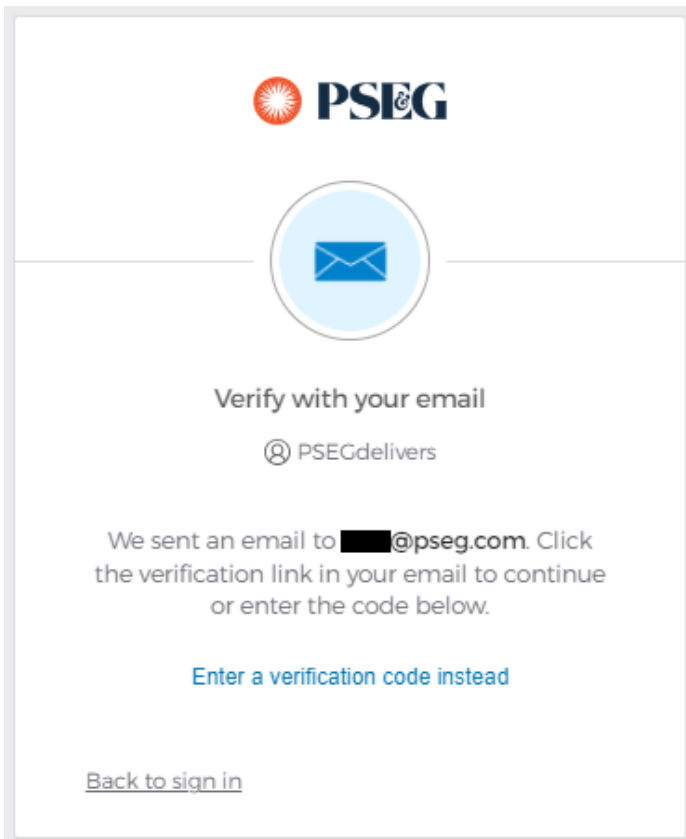 PSE&G
Verify with your email
PSEGdelivers
We sent an email to @pseg.com. Click
the verification link in your email to continue
or enter the code below.
Enter a verification code instead
Back to sign in